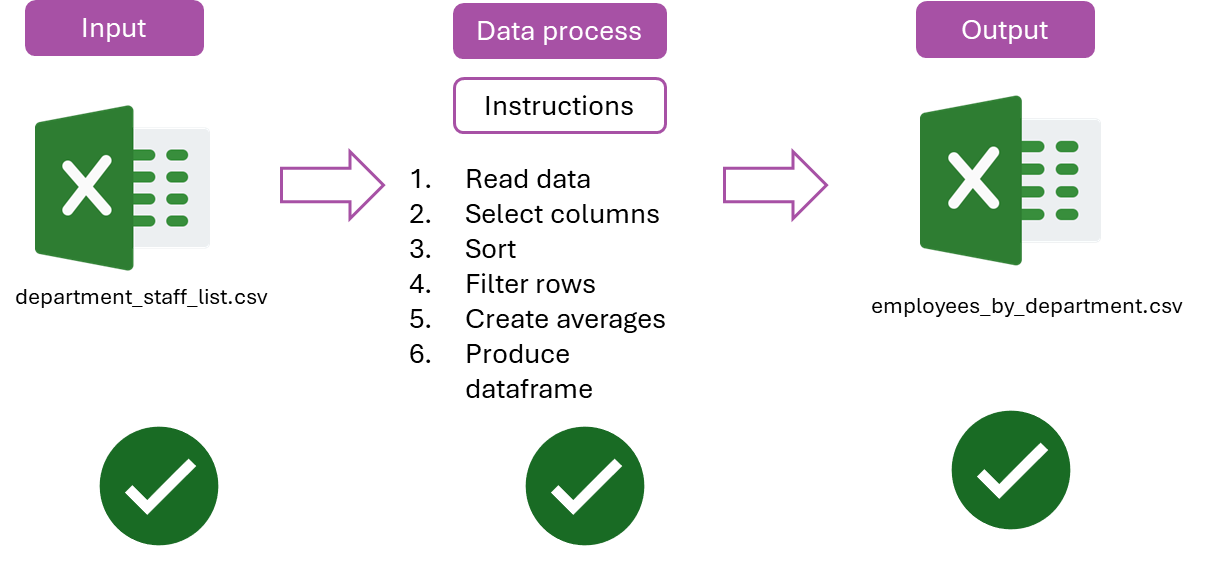 Input
Data process
Output
Instructions
1. Read data
2. Select columns
3. Sort
4. Filter rows
5. Create averages
6. Produce
dataframe
X
department_staff_list.csv
X
employees_by_department.csv